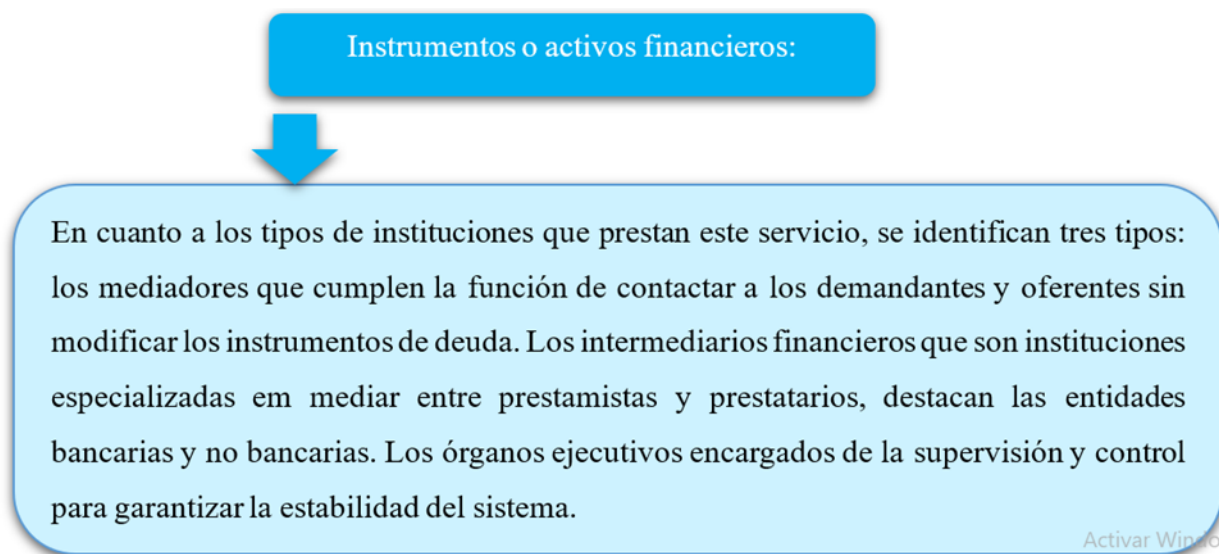 Instrumentos o activos financieros:
En cuanto a los tipos de instituciones que prestan este servicio, se identifican tres tipos:
los mediadores que cumplen la función de contactar a los demandantes y oferentes sin
modificar los instrumentos de deuda. Los intermediarios financieros que son instituciones
especializadas em mediar entre prestamistas y prestatarios, destacan las entidades
bancarias y no bancarias. Los órganos ejecutivos encargados de la supervisión y control
para garantizar la estabilidad del sistema.
Activar Windo